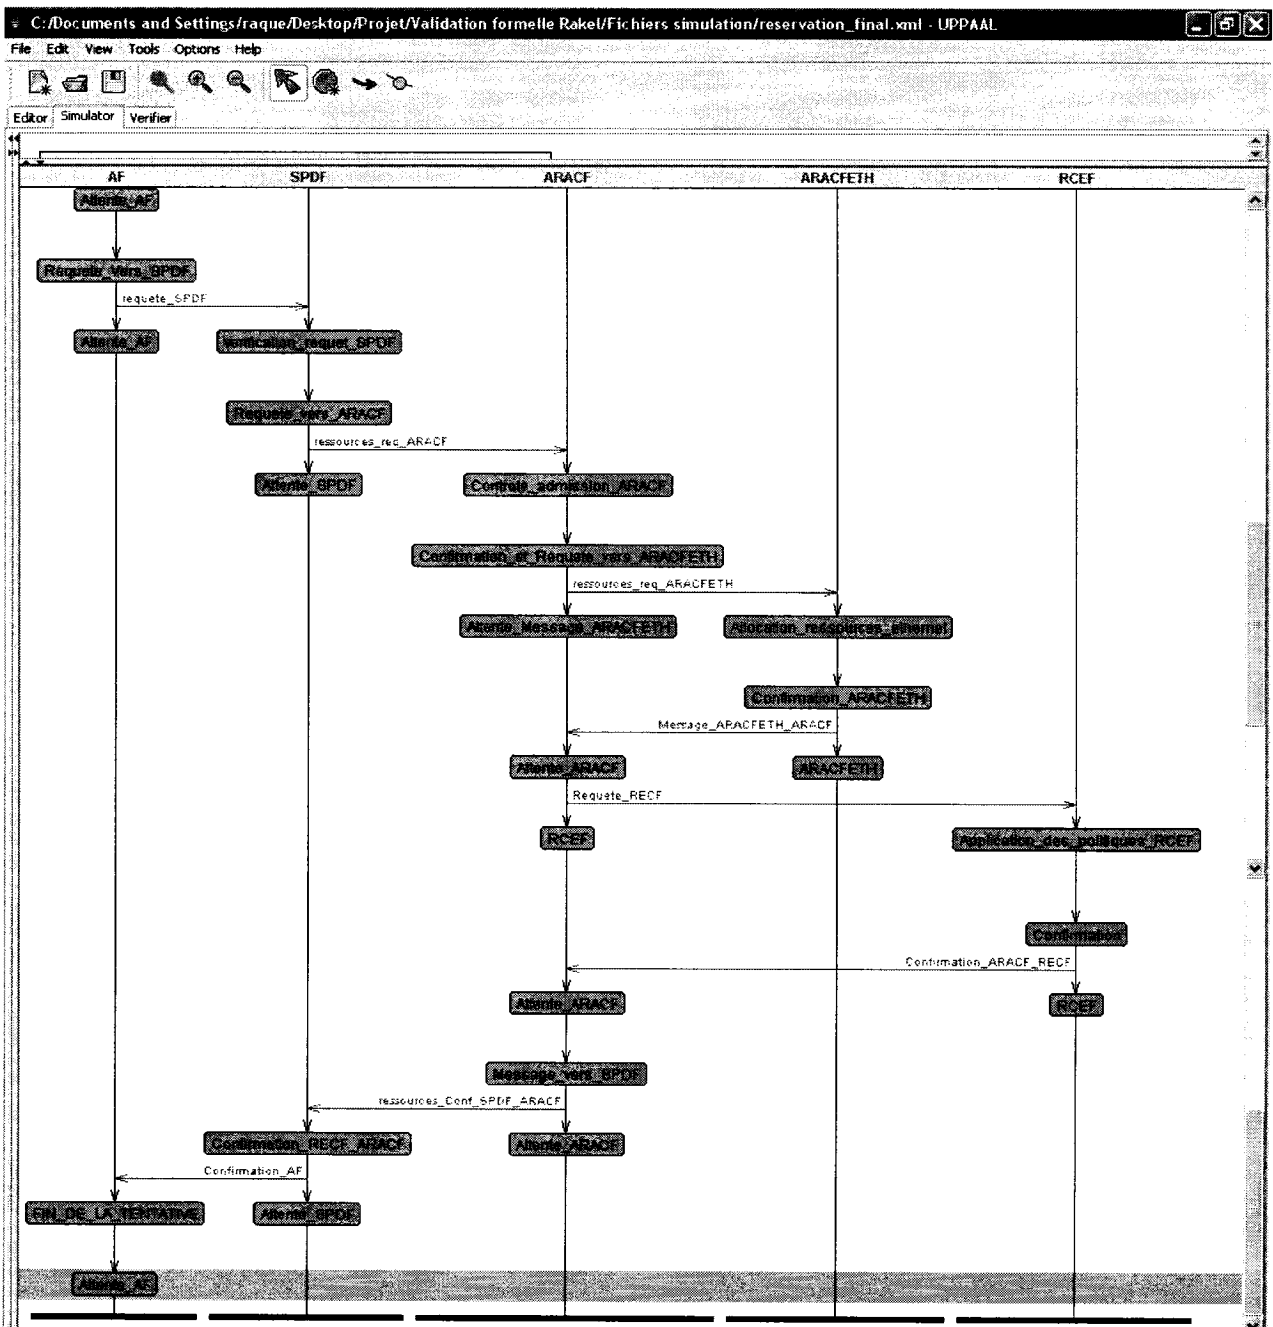 C:/Documents and Settings/raque/Desktop/Projet/Validation formelle Rakel/Fichiers simulation/reservation_final.xml - UPPAAL
File Edit View Tools Options Help
Editor Simulator Verifier
AF SPDF ARACF ARACFETH RCEF
Attente_AF
Requete_Vers_SPDF
requete_SPDF
Attente_AF verification_requet_SPDF
Requete_vers_ARACF
ressources_req_ARACF
Attente_SPDF Controle_admission_ARACF
Confirmation_et_Requete_vers_ARACFETH
ressources_req_ARACFETH
Attente_Message_ARACFETH Allocation_ressources_ethernet
Confirmation_ARACFETH
Message_ARACFETH_ARACF
Attente_ARACF ARACFETH
Requete_RECF
RCEF Application_des_politiques_RCEF
Confirmation
Confirmation_ARACF_RECF
Attente_ARACF RCEF
Message_vers_SPDF
ressources_Conf_SPDF_ARACF
Confirmation_RECF_ARACF Attente_ARACF
Confirmation_AF
FIN_DE_LA_TENTATIVE Attente_SPDF
Attente_AF